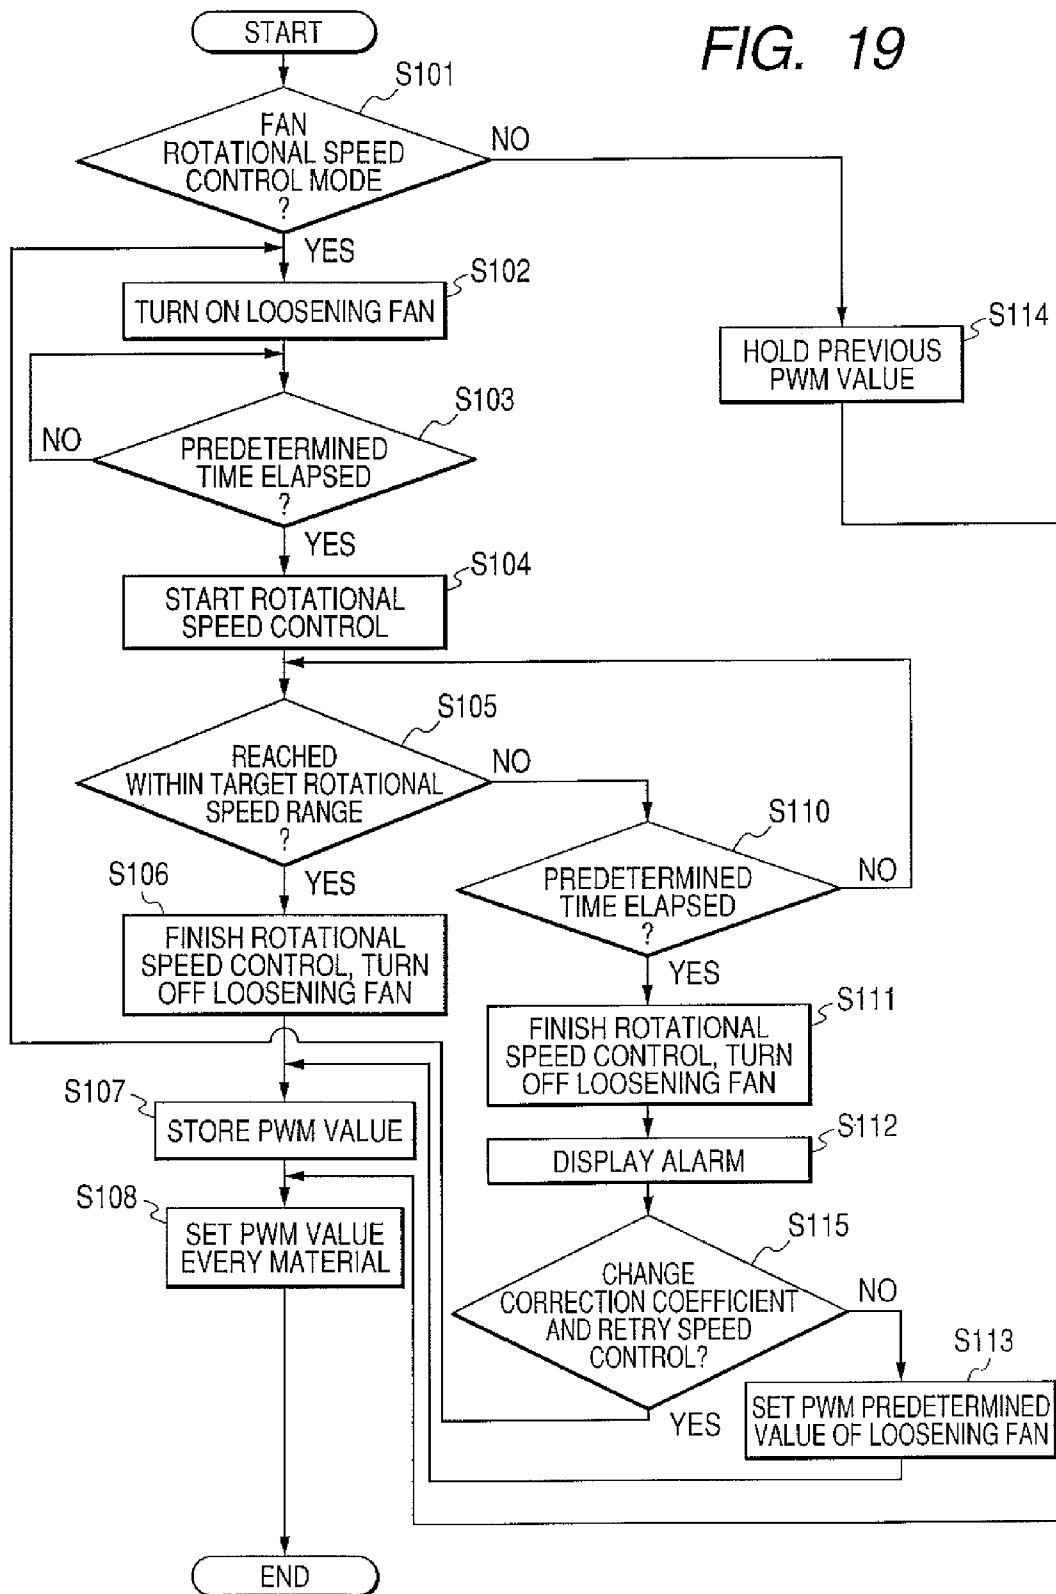 START
FIG. 19
S101
FAN
ROTATIONAL SPEED
CONTROL MODE
?
NO
YES
S102
TURN ON LOOSENING FAN
S114
HOLD PREVIOUS
PWM VALUE
S103
NO
PREDETERMINED
TIME ELAPSED
?
YES
S104
START ROTATIONAL
SPEED CONTROL
S105
REACHED
WITHIN TARGET ROTATIONAL
SPEED RANGE
?
NO
YES
S110
PREDETERMINED
TIME ELAPSED
?
NO
YES
S106
FINISH ROTATIONAL
SPEED CONTROL, TURN
OFF LOOSENING FAN
S111
FINISH ROTATIONAL
SPEED CONTROL, TURN
OFF LOOSENING FAN
S107
STORE PWM VALUE
S112
DISPLAY ALARM
S108
SET PWM VALUE
EVERY MATERIAL
S115
CHANGE
CORRECTION COEFFICIENT
AND RETRY SPEED
CONTROL?
NO
YES
S113
SET PWM PREDETERMINED
VALUE OF LOOSENING FAN
END